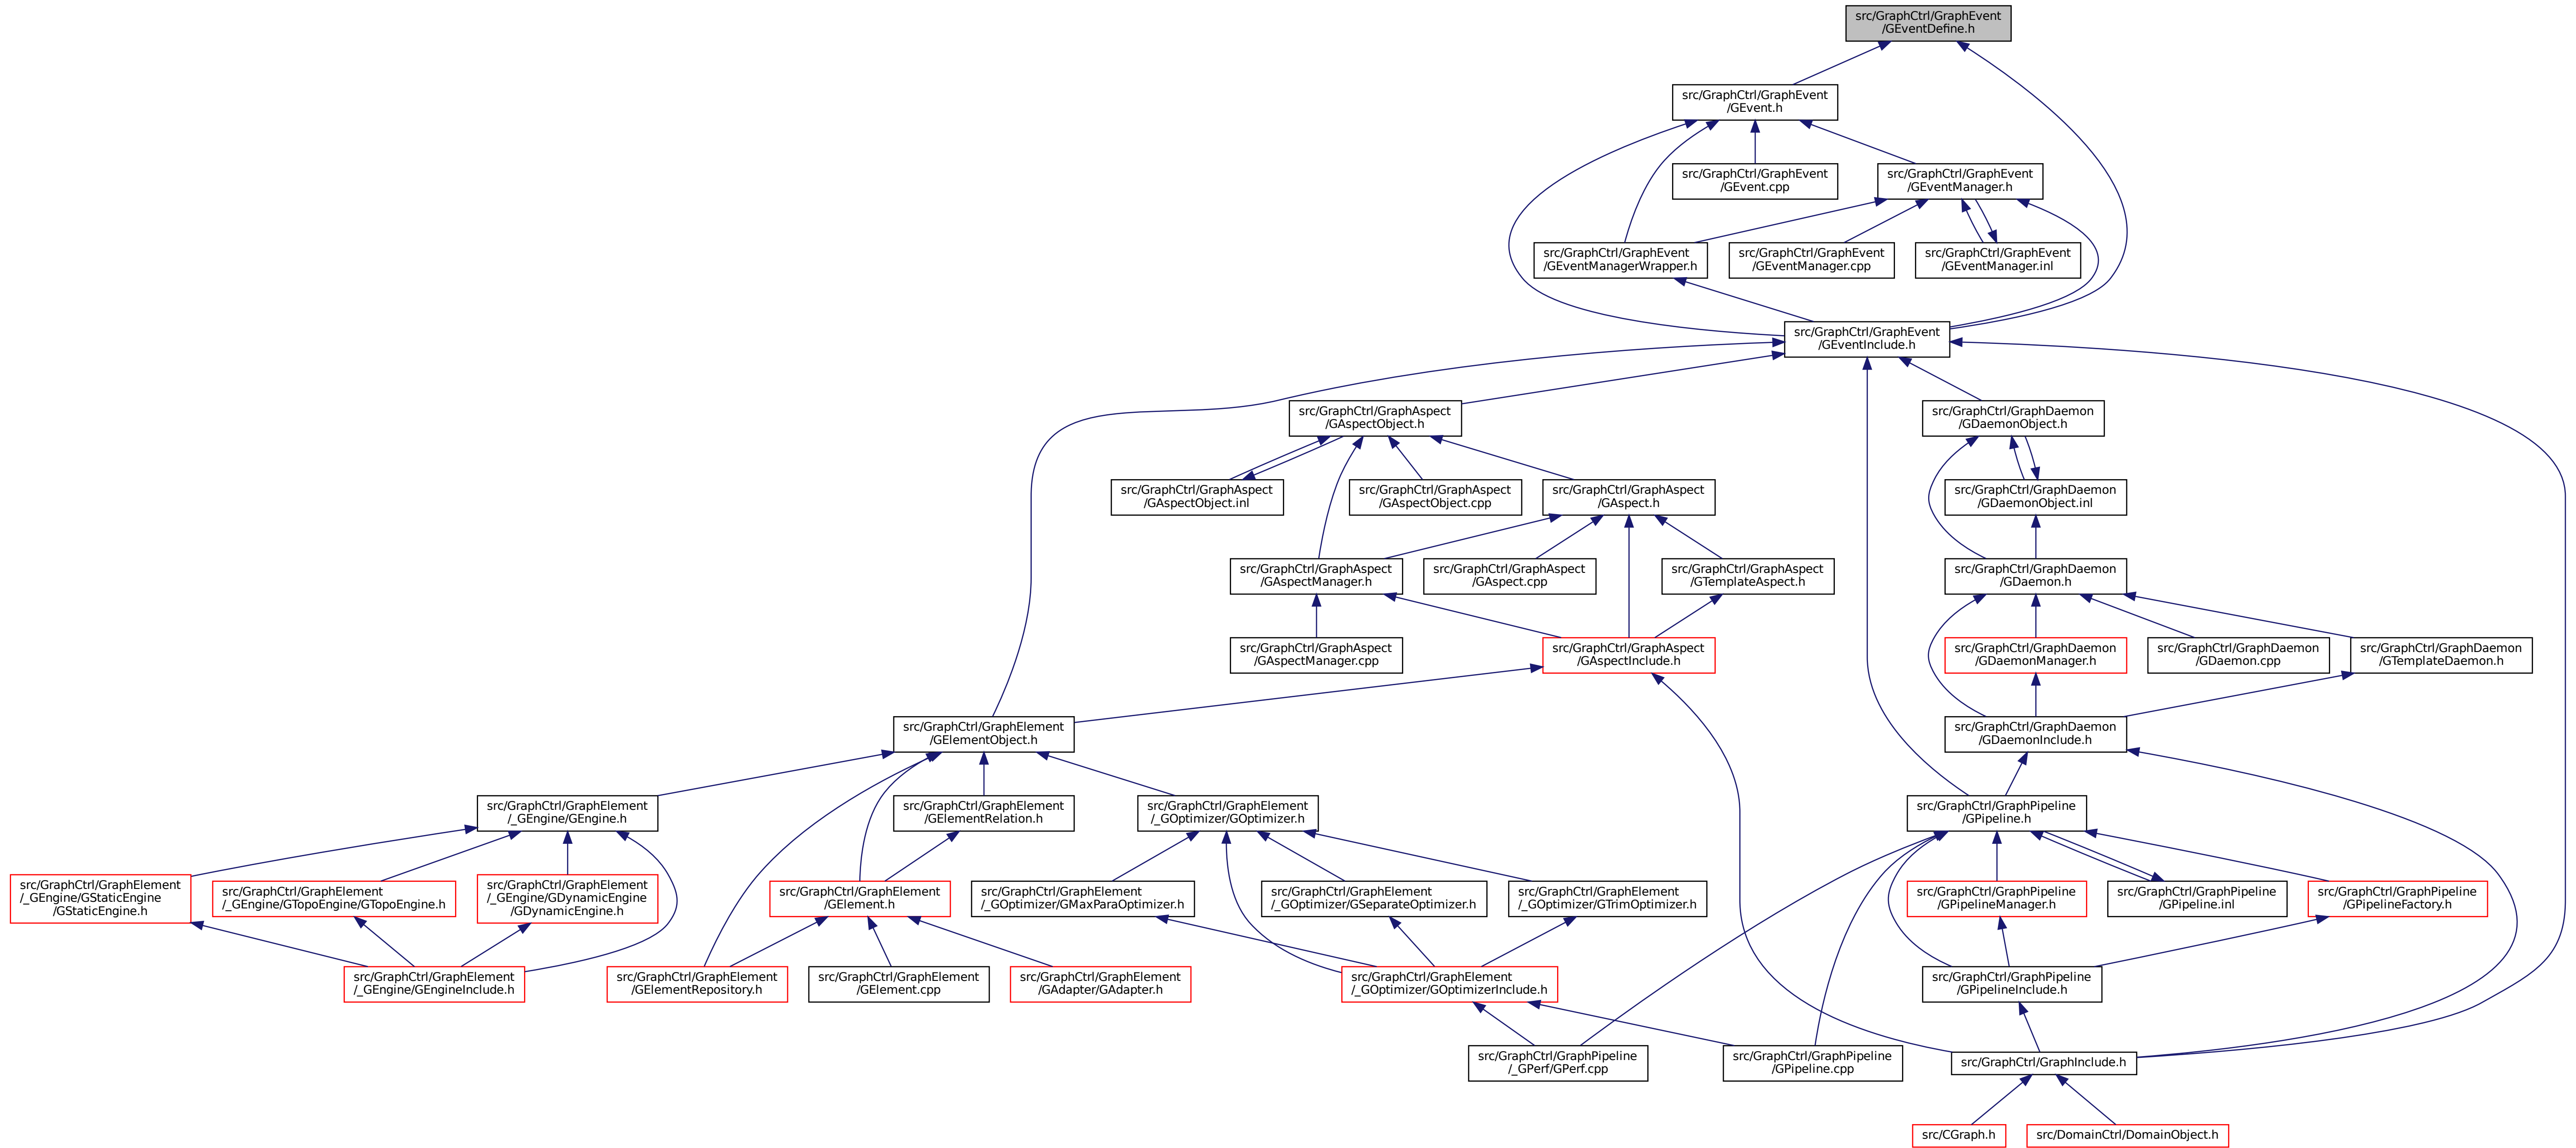 src/GraphCtrl/GraphEvent
/GEventDefine.h
src/GraphCtrl/GraphEvent
/GEvent.h
src/GraphCtrl/GraphEvent
/GEvent.cpp
src/GraphCtrl/GraphEvent
/GEventManager.h
src/GraphCtrl/GraphEvent
/GEventManagerWrapper.h
src/GraphCtrl/GraphEvent
/GEventManager.cpp
src/GraphCtrl/GraphEvent
/GEventManager.inl
src/GraphCtrl/GraphEvent
/GEventInclude.h
src/GraphCtrl/GraphAspect
/GAspectObject.h
src/GraphCtrl/GraphDaemon
/GDaemonObject.h
src/GraphCtrl/GraphAspect
/GAspectObject.inl
src/GraphCtrl/GraphAspect
/GAspectObject.cpp
src/GraphCtrl/GraphAspect
/GAspect.h
src/GraphCtrl/GraphDaemon
/GDaemonObject.inl
src/GraphCtrl/GraphAspect
/GAspectManager.h
src/GraphCtrl/GraphAspect
/GAspect.cpp
src/GraphCtrl/GraphAspect
/GTemplateAspect.h
src/GraphCtrl/GraphDaemon
/GDaemon.h
src/GraphCtrl/GraphAspect
/GAspectManager.cpp
src/GraphCtrl/GraphAspect
/GAspectInclude.h
src/GraphCtrl/GraphDaemon
/GDaemonManager.h
src/GraphCtrl/GraphDaemon
/GDaemon.cpp
src/GraphCtrl/GraphDaemon
/GTemplateDaemon.h
src/GraphCtrl/GraphElement
/GElementObject.h
src/GraphCtrl/GraphDaemon
/GDaemonInclude.h
src/GraphCtrl/GraphElement
/_GEngine/GEngine.h
src/GraphCtrl/GraphElement
/GElementRelation.h
src/GraphCtrl/GraphElement
/_GOptimizer/GOptimizer.h
src/GraphCtrl/GraphPipeline
/GPipeline.h
src/GraphCtrl/GraphElement
/_GEngine/GStaticEngine
/GStaticEngine.h
src/GraphCtrl/GraphElement
/_GEngine/GTopoEngine/GTopoEngine.h
src/GraphCtrl/GraphElement
/_GEngine/GDynamicEngine
/GDynamicEngine.h
src/GraphCtrl/GraphElement
/GElement.h
src/GraphCtrl/GraphElement
/_GOptimizer/GMaxParaOptimizer.h
src/GraphCtrl/GraphElement
/_GOptimizer/GSeparateOptimizer.h
src/GraphCtrl/GraphElement
/_GOptimizer/GTrimOptimizer.h
src/GraphCtrl/GraphPipeline
/GPipelineManager.h
src/GraphCtrl/GraphPipeline
/GPipeline.inl
src/GraphCtrl/GraphPipeline
/GPipelineFactory.h
src/GraphCtrl/GraphElement
/_GEngine/GEngineInclude.h
src/GraphCtrl/GraphElement
/GElementRepository.h
src/GraphCtrl/GraphElement
/GElement.cpp
src/GraphCtrl/GraphElement
/GAdapter/GAdapter.h
src/GraphCtrl/GraphElement
/_GOptimizer/GOptimizerInclude.h
src/GraphCtrl/GraphPipeline
/GPipelineInclude.h
src/GraphCtrl/GraphPipeline
/_GPerf/GPerf.cpp
src/GraphCtrl/GraphPipeline
/GPipeline.cpp
src/GraphCtrl/GraphInclude.h
src/CGraph.h
src/DomainCtrl/DomainObject.h